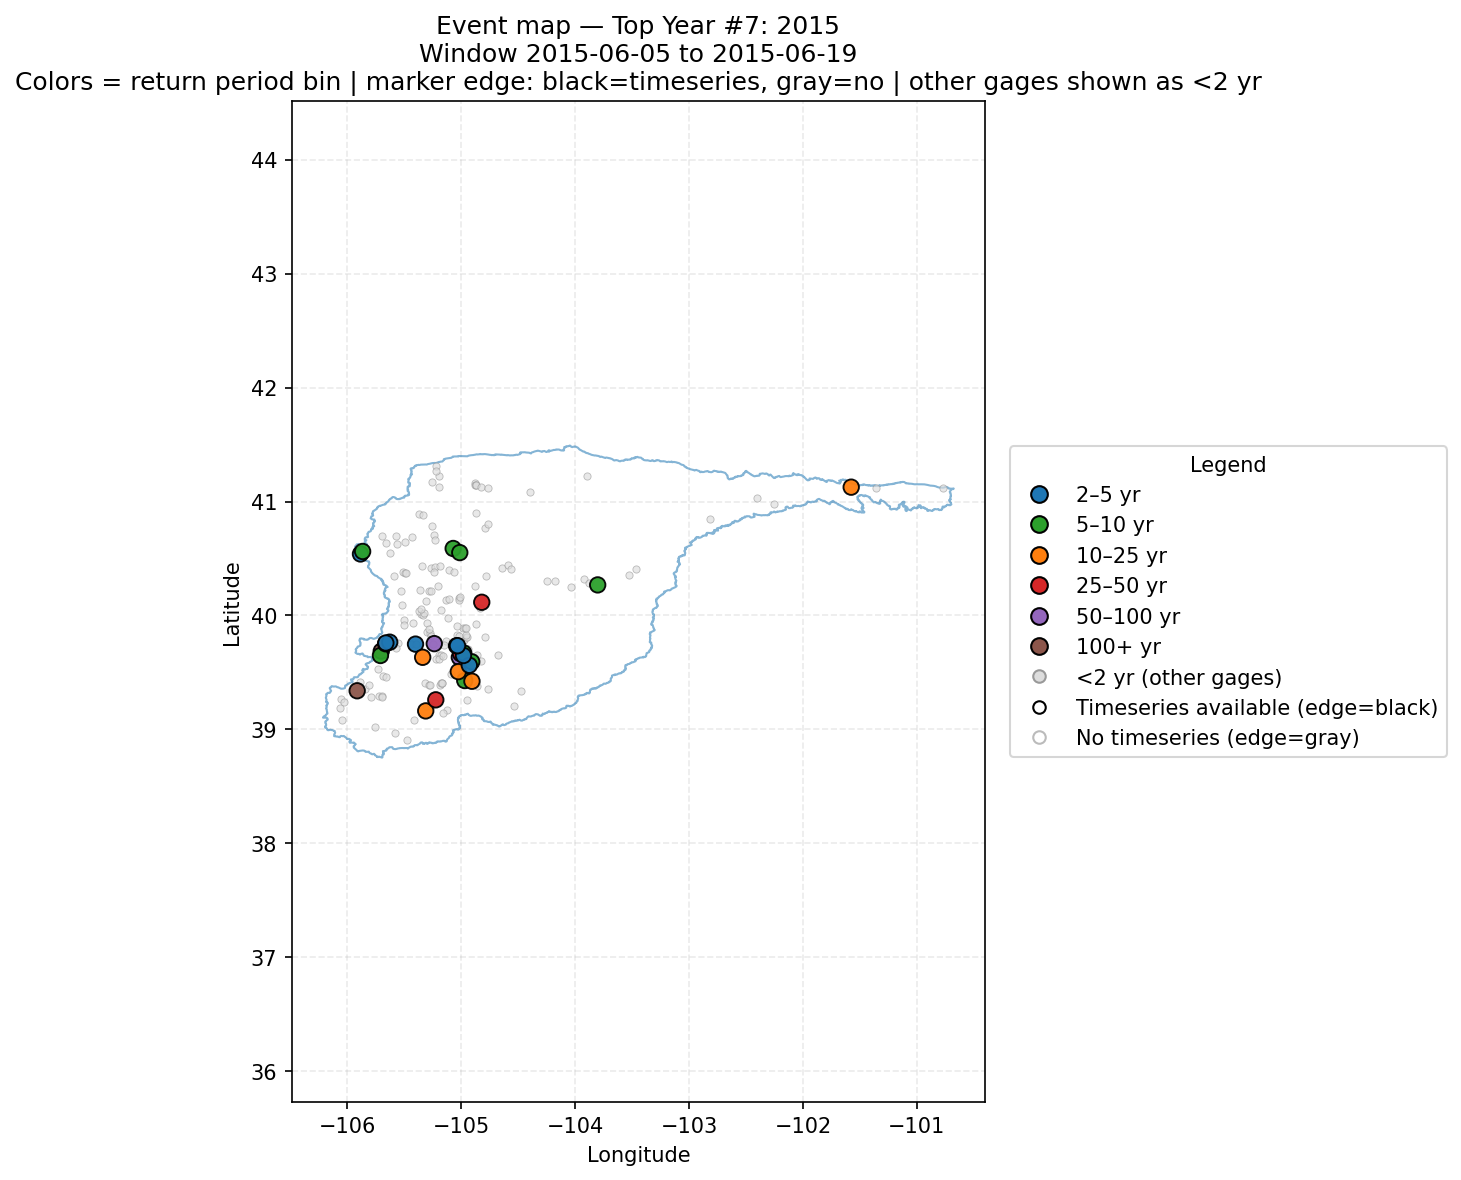 Event map — Top Year #7: 2015
Window 2015-06-05 to 2015-06-19
Colors = return period bin | marker edge: black=timeseries, gray=no | other gages shown as <2 yr
44
43
42
41
40
39
38
37
36
Latitude
−106
−105
−104
−103
−102
−101
Longitude
Legend
2–5 yr
5–10 yr
10–25 yr
25–50 yr
50–100 yr
100+ yr
<2 yr (other gages)
Timeseries available (edge=black)
No timeseries (edge=gray)